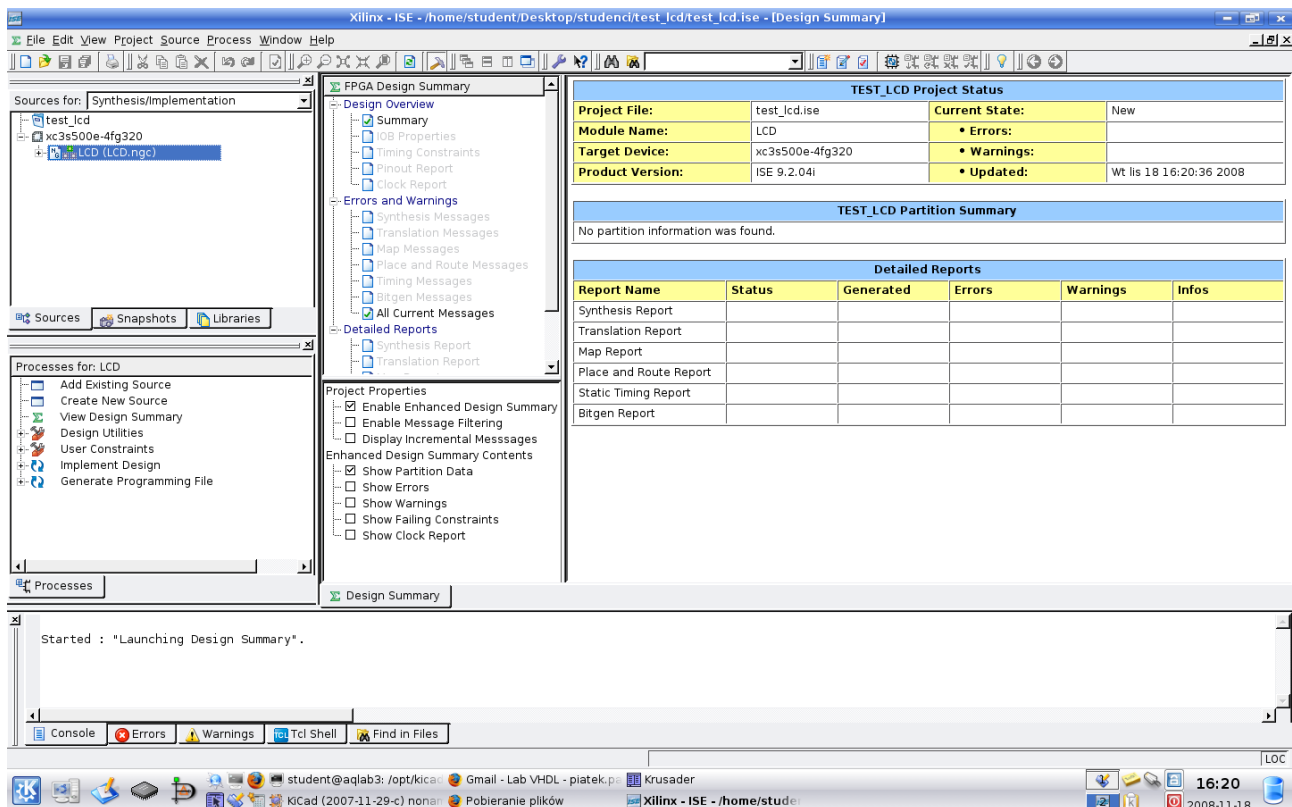 Xilinx - ISE - /home/student/Desktop/studenci/test_lcd/test_lcd.ise - [Design Summary]
File Edit View Project Source Process Window Help
Sources for: Synthesis/Implementation
test_lcd
xc3s500e-4fg320
LCD (LCD.ngc)
Sources Snapshots Libraries
Processes for: LCD
Add Existing Source
Create New Source
View Design Summary
Design Utilities
User Constraints
Implement Design
Generate Programming File
Processes
FPGA Design Summary
Design Overview
Summary
IOB Properties
Timing Constraints
Pinout Report
Clock Report
Errors and Warnings
Synthesis Messages
Translation Messages
Map Messages
Place and Route Messages
Timing Messages
Bitgen Messages
All Current Messages
Detailed Reports
Synthesis Report
Translation Report
Project Properties
Enable Enhanced Design Summary
Enable Message Filtering
Display Incremental Messsages
Enhanced Design Summary Contents
Show Partition Data
Show Errors
Show Warnings
Show Failing Constraints
Show Clock Report
Design Summary
TEST_LCD Project Status
Project File: test_lcd.ise Current State: New
Module Name: LCD • Errors:
Target Device: xc3s500e-4fg320 • Warnings:
Product Version: ISE 9.2.04i • Updated: Wt lis 18 16:20:36 2008
TEST_LCD Partition Summary
No partition information was found.
Detailed Reports
Report Name Status Generated Errors Warnings Infos
Synthesis Report
Translation Report
Map Report
Place and Route Report
Static Timing Report
Bitgen Report
Started : "Launching Design Summary".
Console Errors Warnings Tcl Shell Find in Files
LOC
student@aqlab3: /opt/kicad Gmail - Lab VHDL - piatek.pa Krusader
KiCad (2007-11-29-c) nonam Pobieranie plików Xilinx - ISE - /home/stude
16:20
2008-11-18